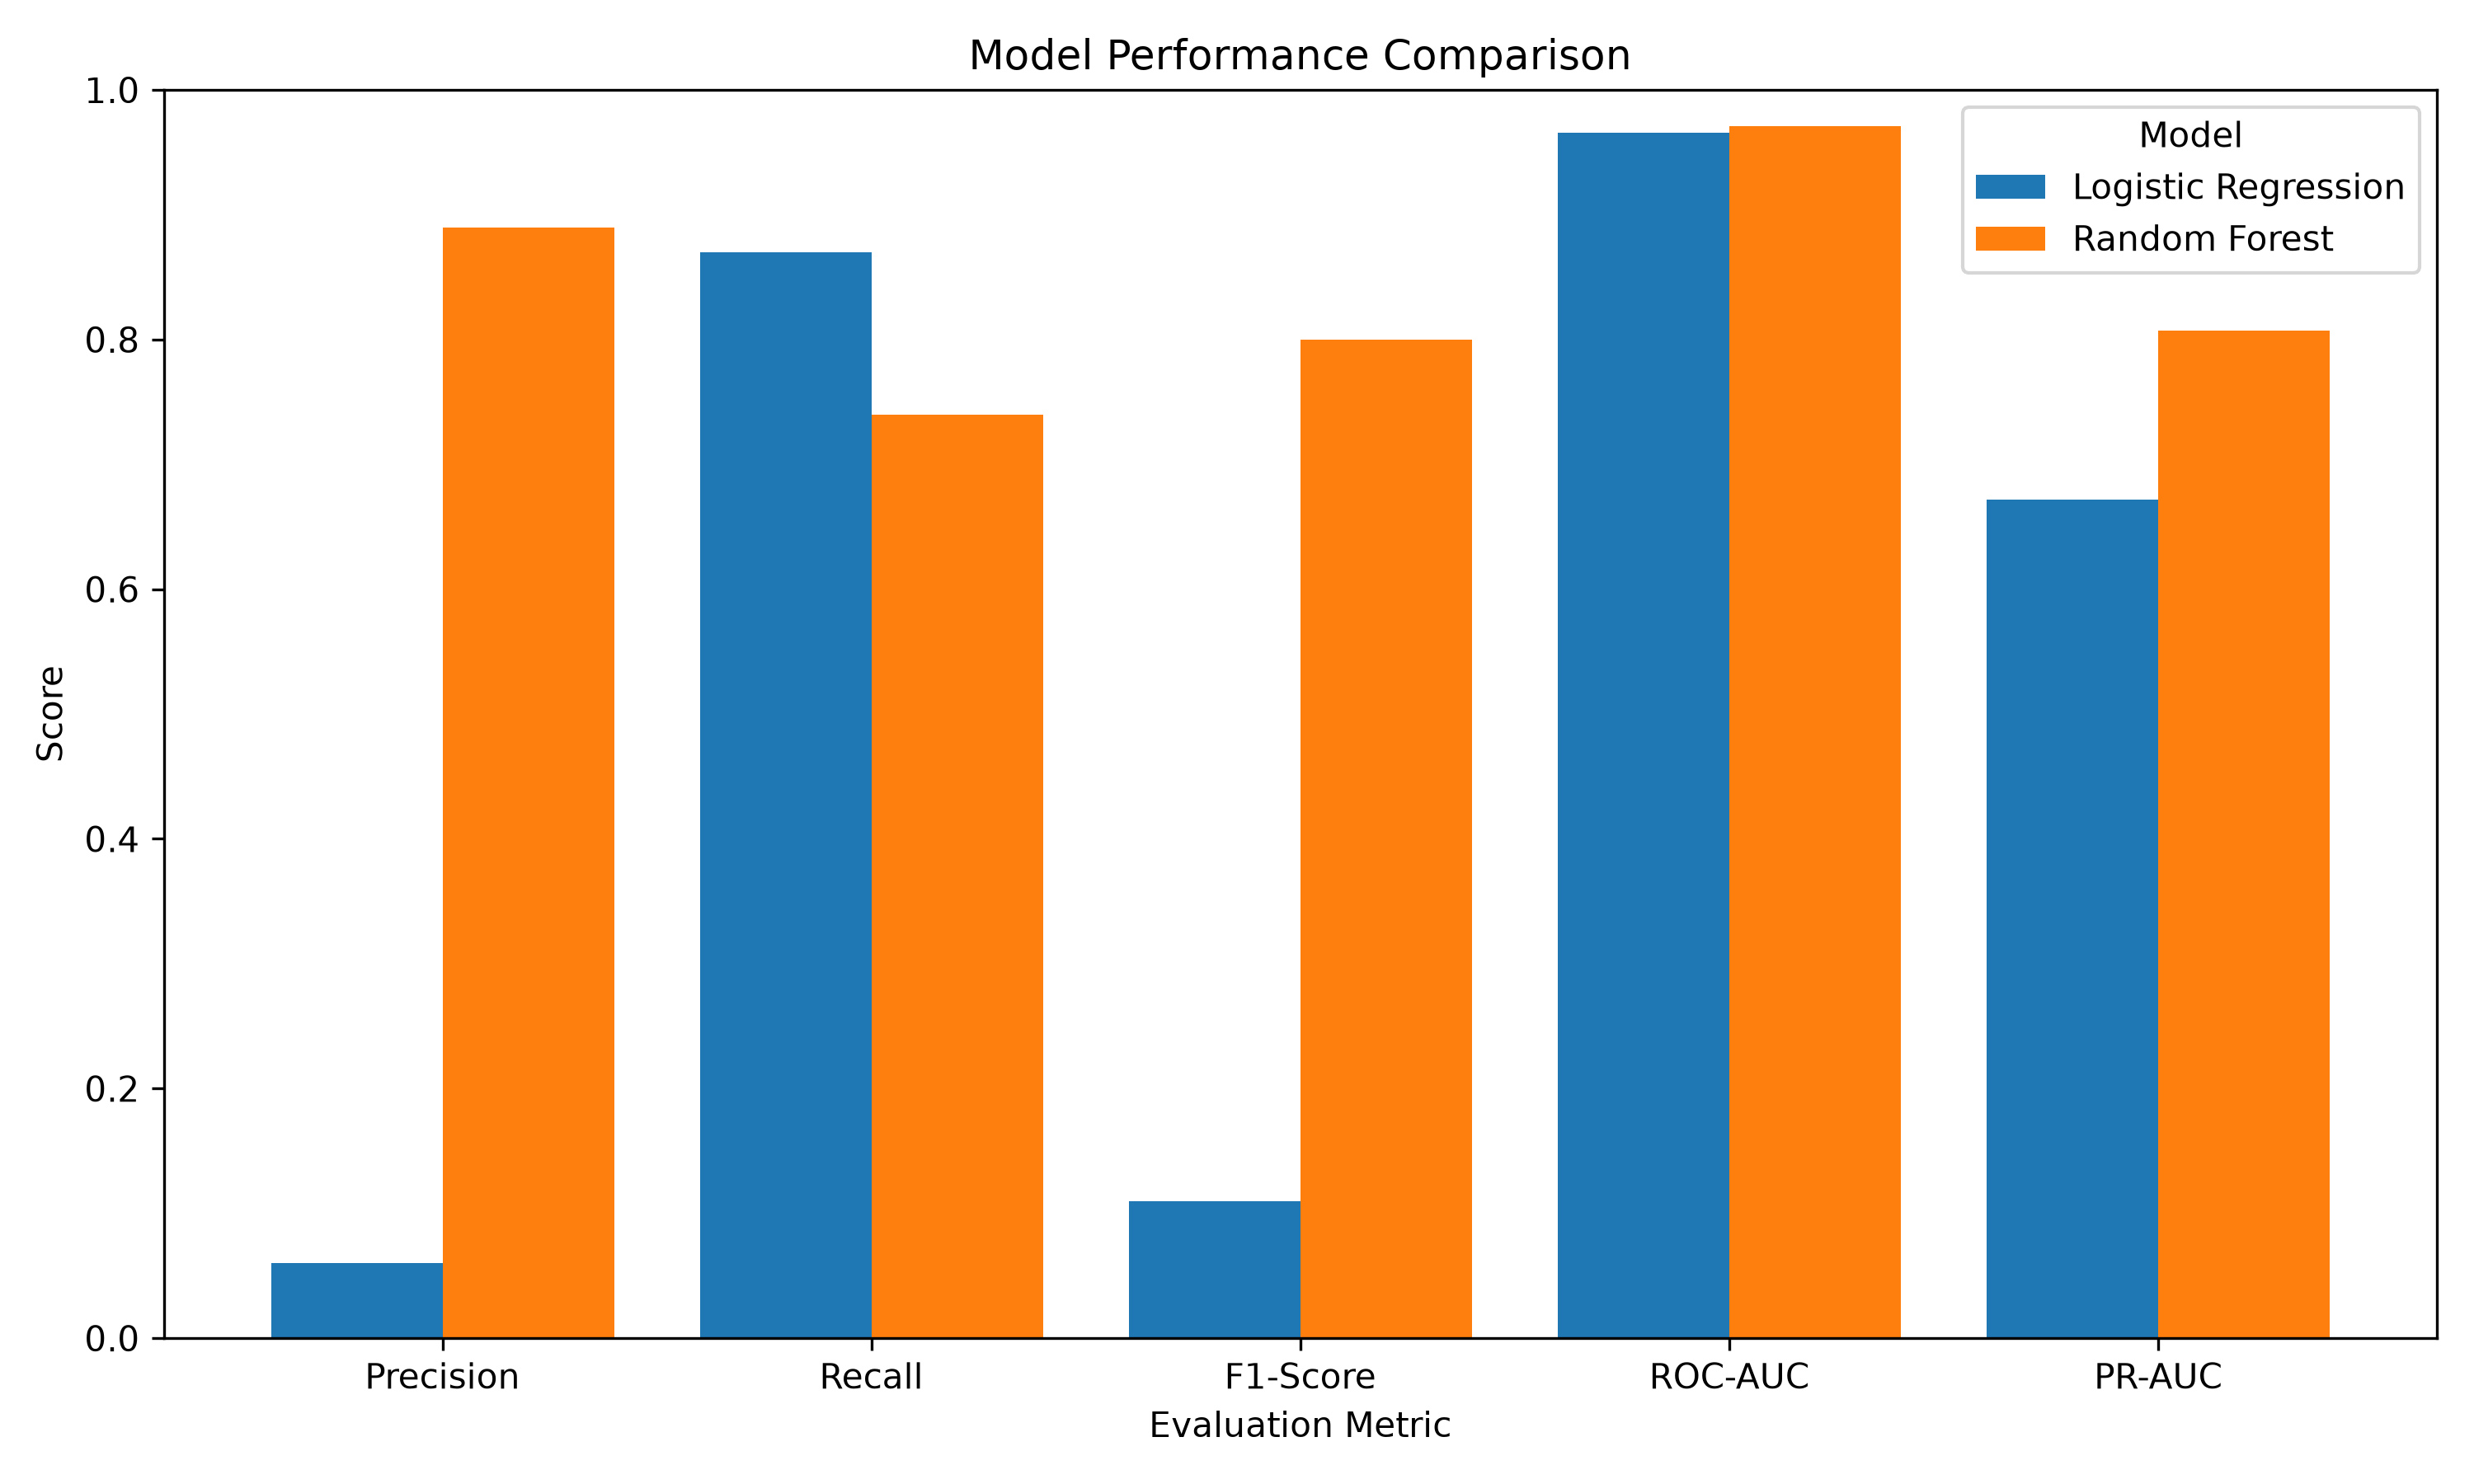 Model Performance Comparison
1.0
0.8
0.6
0.4
0.2
0.0
Score
Model
Logistic Regression
Random Forest
Precision
Recall
F1-Score
ROC-AUC
PR-AUC
Evaluation Metric